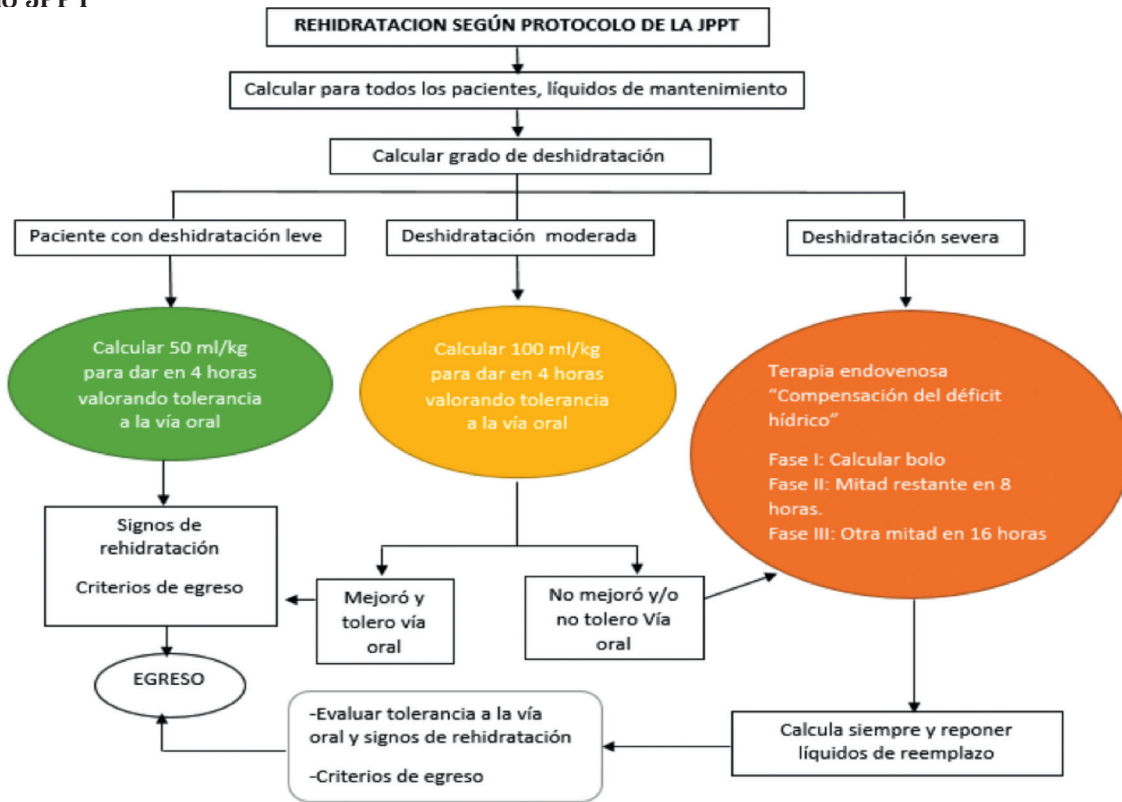 JPPT
REHIDRATACION SEGÚN PROTOCOLO DE LA JPPT
Calcular para todos los pacientes, líquidos de mantenimiento
Calcular grado de deshidratación
Paciente con deshidratación leve
Deshidratación moderada
Deshidratación severa
Calcular 50 ml/kg
para dar en 4 horas
valorando tolerancia
a la vía oral
Calcular 100 ml/kg
para dar en 4 horas
valorando tolerancia
a la vía oral
Terapia endovenosa
“Compensación del déficit
hídrico”
Fase I: Calcular bolo
Fase II: Mitad restante en 8
horas.
Fase III: Otra mitad en 16 horas
Signos de
rehidratación
Criterios de egreso
Mejoró y
tolero vía
oral
No mejoró y/o
no tolero Vía
oral
EGRESO
-Evaluar tolerancia a la vía
oral y signos de rehidratación
-Criterios de egreso
Calcula siempre y reponer
líquidos de reemplazo